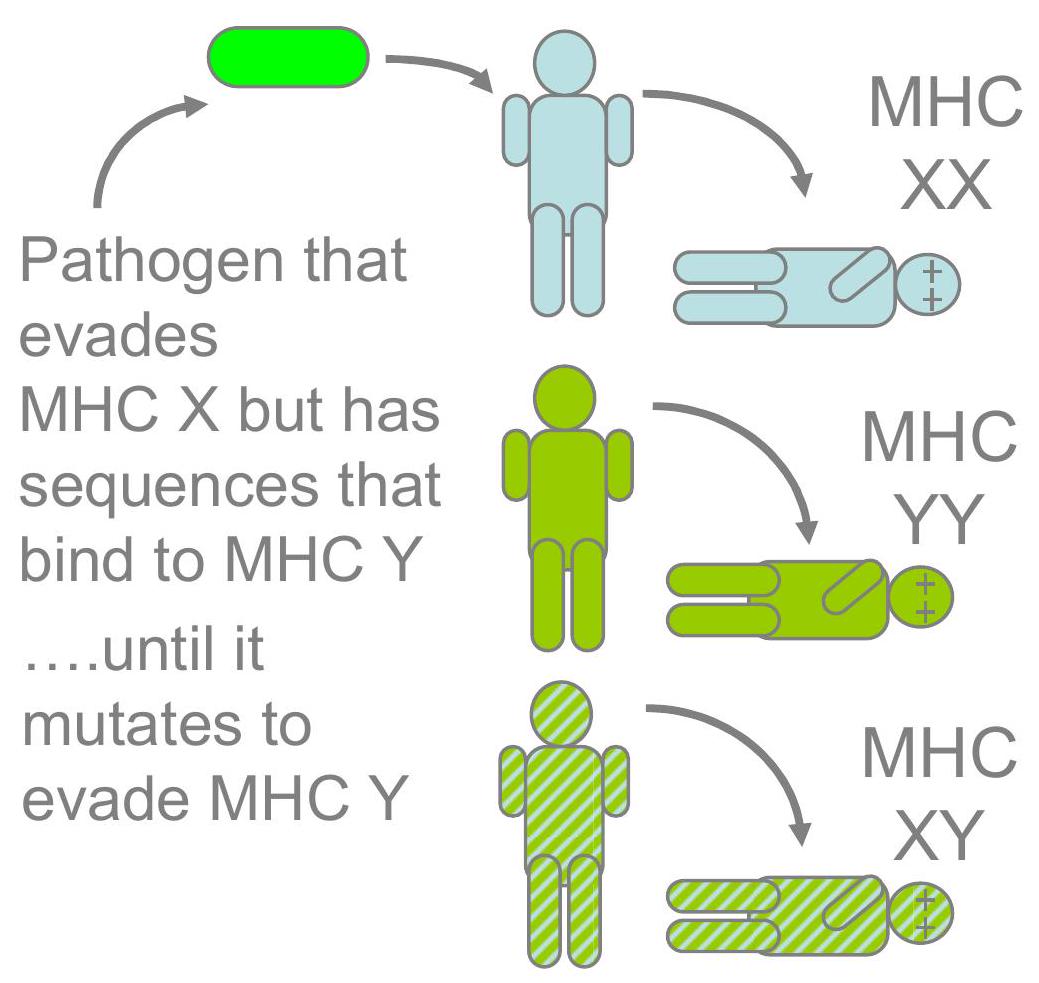 Pathogen that
evades
MHC X but has
sequences that
bind to MHC Y
….until it
mutates to
evade MHC Y
MHC
XX
MHC
YY
MHC
XY